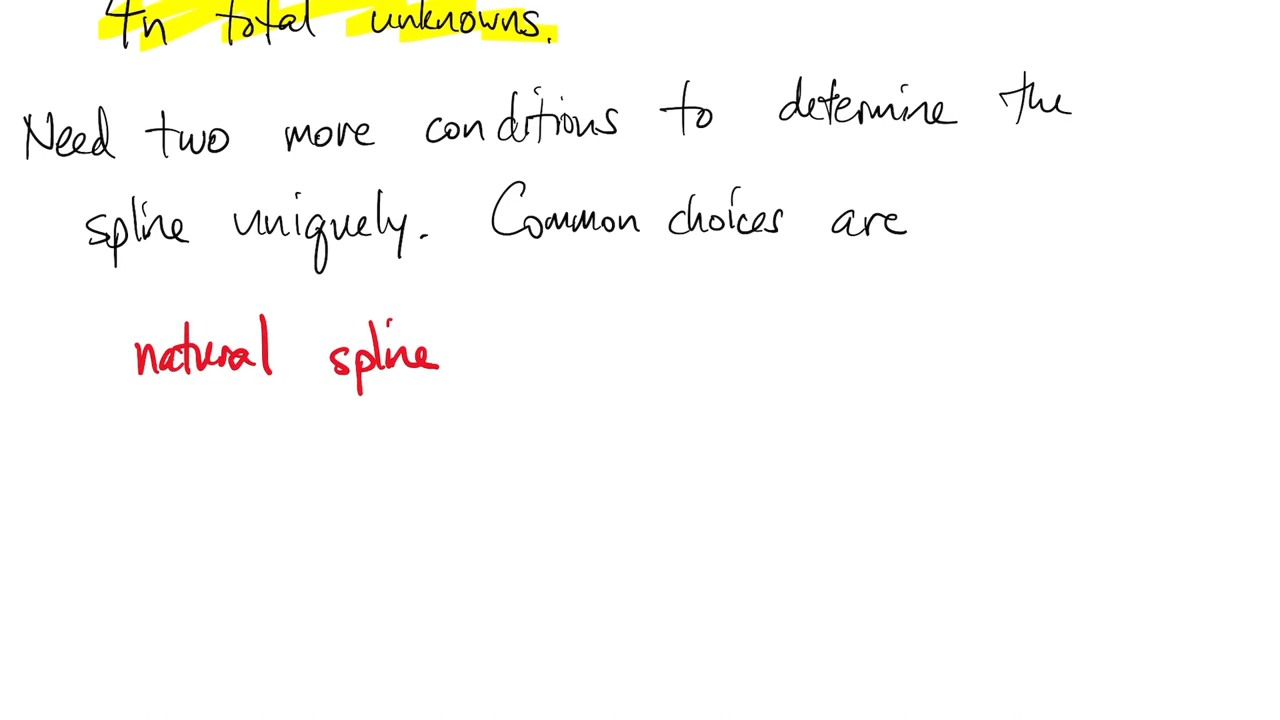 4n total unknowns.
Need two more conditions to determine the
spline uniquely. Common choices are
natural spline